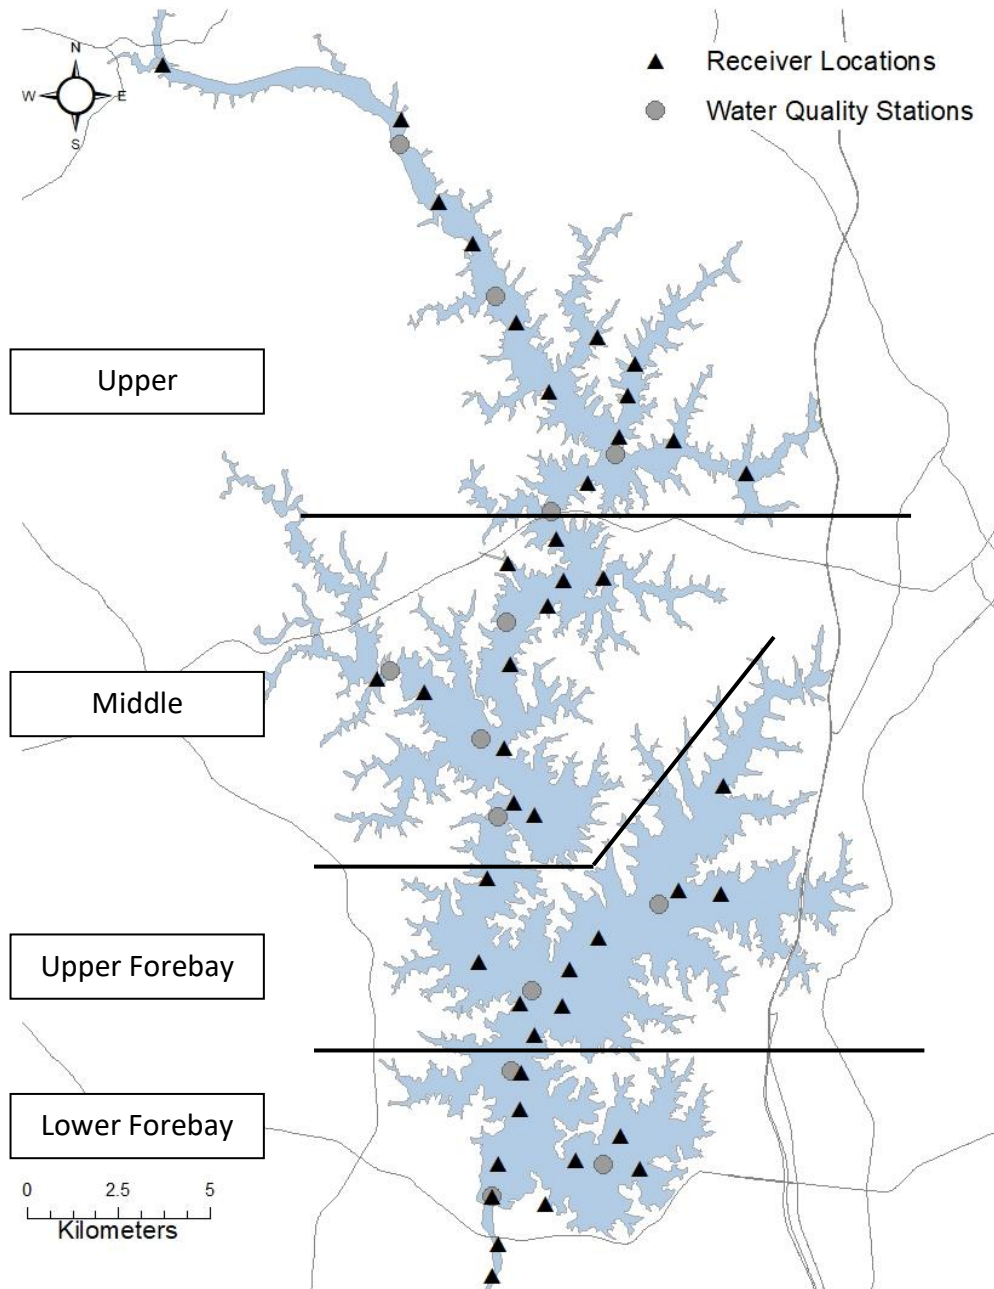 N
W E
S
Receiver Locations
Water Quality Stations
Upper
Middle
Upper Forebay
Lower Forebay
0 2.5 5
Kilometers